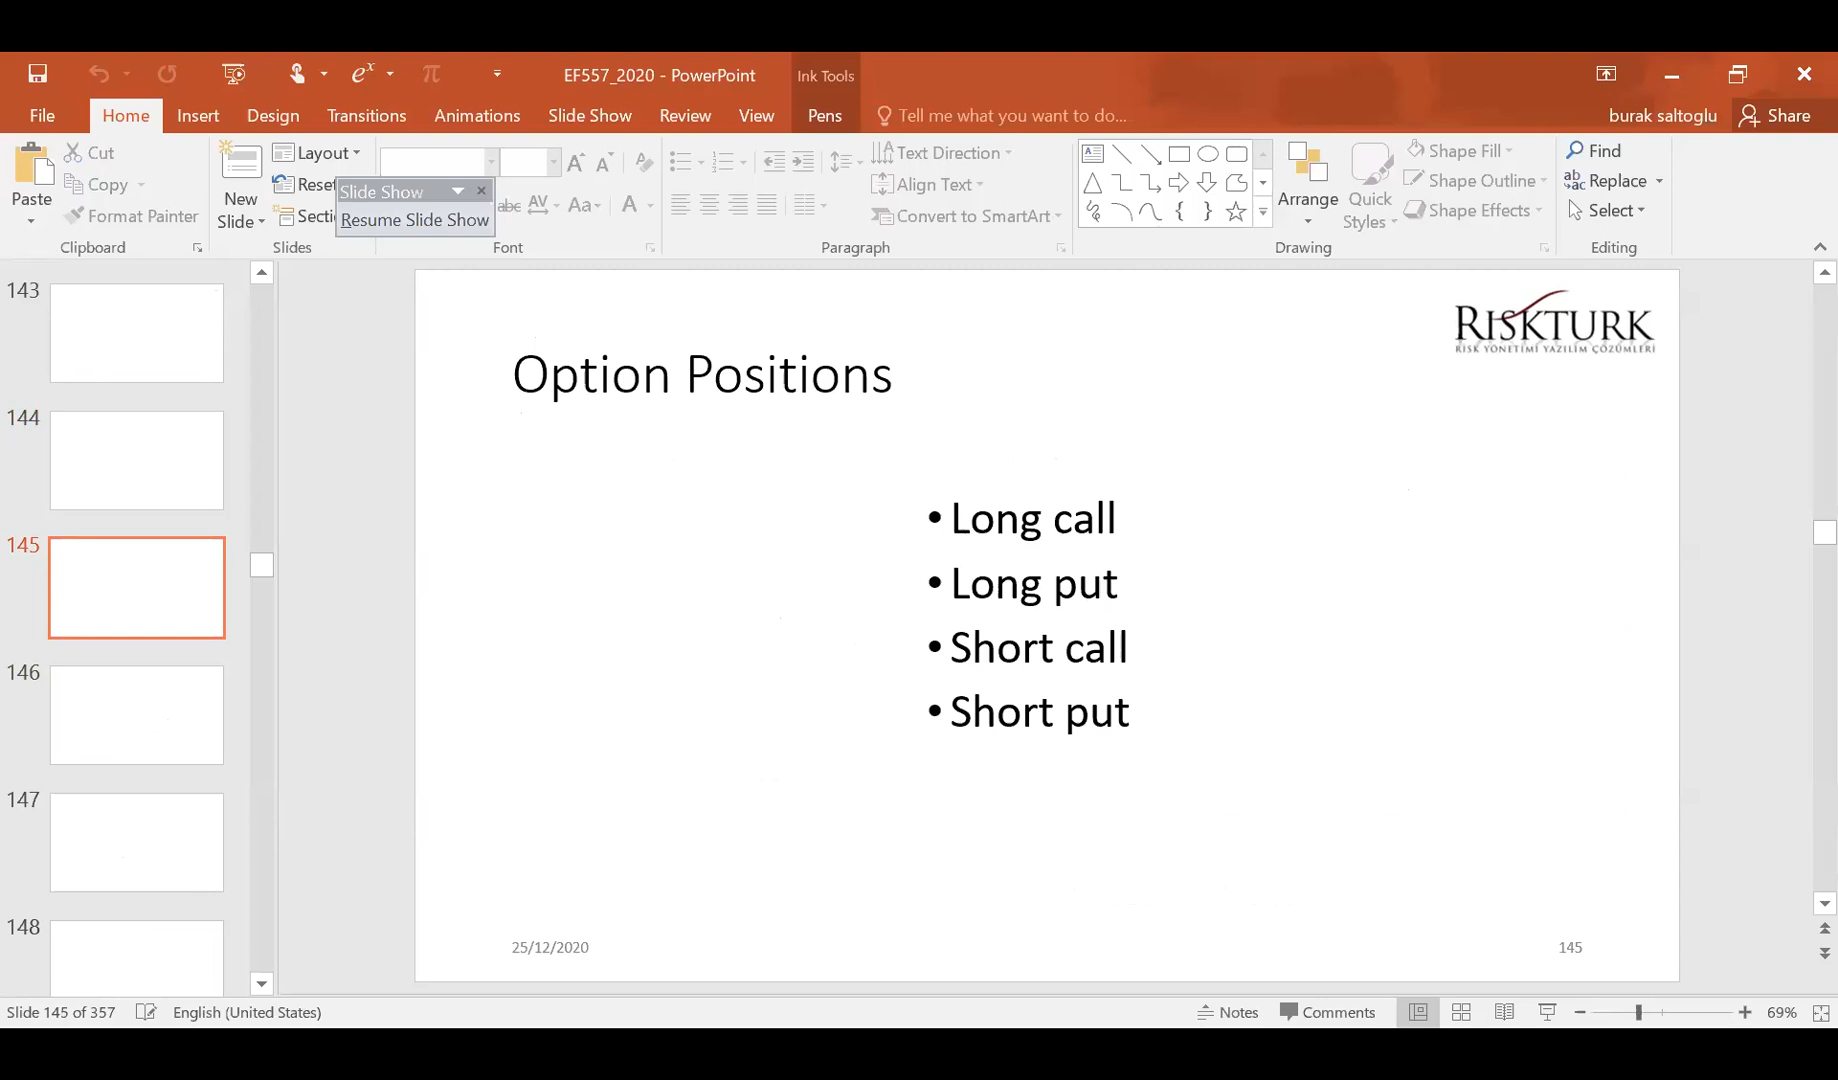 EF557_2020 - PowerPoint
Ink Tools
File
Home
Insert
Design
Transitions
Animations
Slide Show
Review
View
Pens
Tell me what you want to do...
burak saltoglu
Share
Paste
Cut
Copy
Format Painter
Clipboard
New
Slide
Layout
Reset
Secti
Slides
Slide Show
Resume Slide Show
Font
Text Direction
Align Text
Convert to SmartArt
Paragraph
Arrange
Quick
Styles
Shape Fill
Shape Outline
Shape Effects
Drawing
Find
Replace
Select
Editing
143
144
145
146
147
148
RISKTURK
RİSK YÖNETİMİ YAZILIM ÇÖZÜMLERİ
Option Positions
• Long call
• Long put
• Short call
• Short put
25/12/2020
145
Slide 145 of 357
English (United States)
Notes
Comments
69%